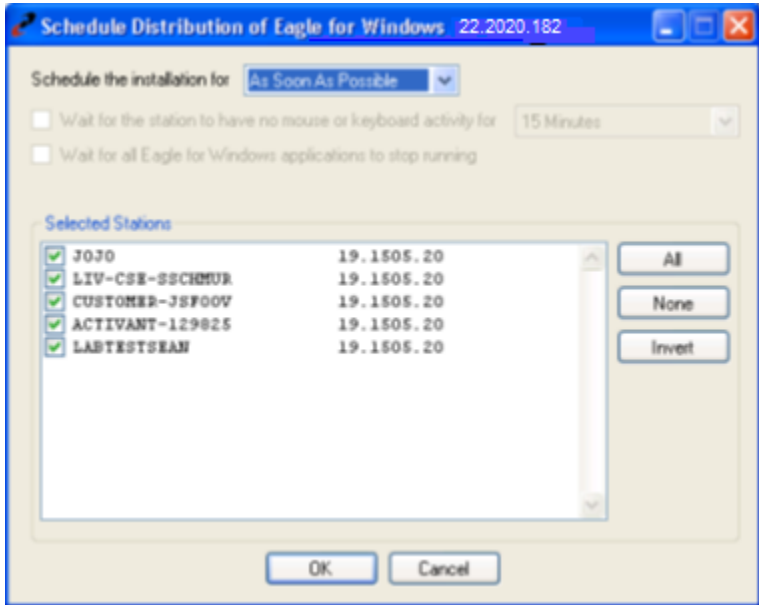 Schedule Distribution of Eagle for Windows 22.2020.182
Schedule the installation for As Soon As Possible
Wait for the station to have no mouse or keyboard activity for 15 Minutes
Wait for all Eagle for Windows applications to stop running
Selected Stations
JOJO 19.1505.20
LIV-CSE-SSCHMUR 19.1505.20
CUSTOMER-JSF00V 19.1505.20
ACTIVANT-129825 19.1505.20
LABTESTSEAN 19.1505.20
All
None
Invert
OK Cancel